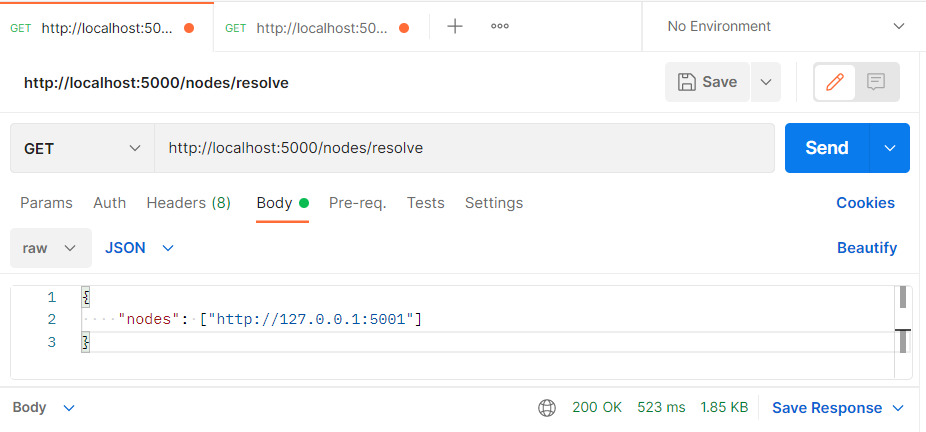 GET http://localhost:50... GET http://localhost:50... No Environment
http://localhost:5000/nodes/resolve Save
GET http://localhost:5000/nodes/resolve Send
Params Auth Headers (8) Body Pre-req. Tests Settings Cookies
raw JSON Beautify
1 {
2 "nodes": ["http://127.0.0.1:5001"]
3 }
Body 200 OK 523 ms 1.85 KB Save Response